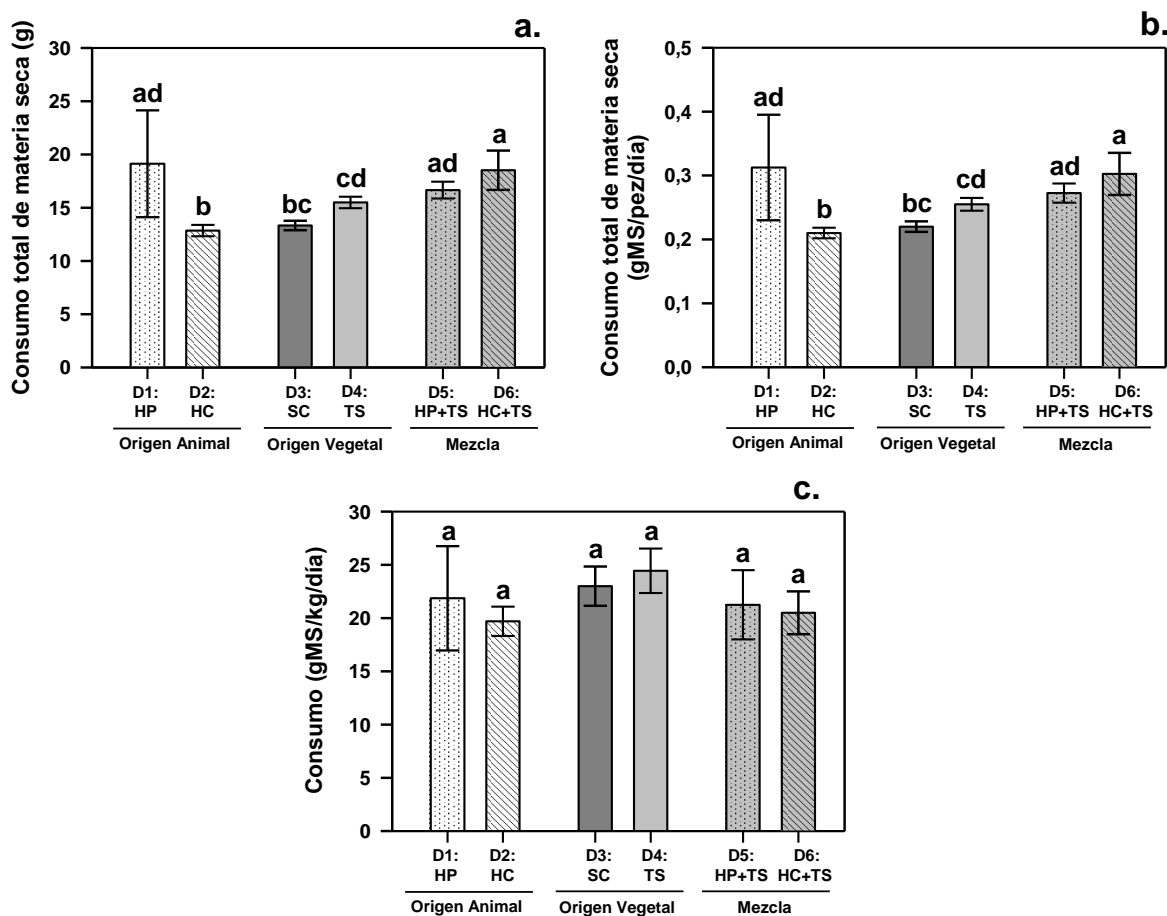 a.
Consumo total de materia seca (g)
30
25
20
15
10
5
0
ad
b
bc
cd
ad
a
D1: D2: D3: D4: D5: D6:
HP HC SC TS HP+TS HC+TS
Origen Animal Origen Vegetal Mezcla
b.
Consumo total de materia seca
(gMS/pez/día)
0,5
0,4
0,3
0,2
0,1
0,0
ad
b
bc
cd
ad
a
D1: D2: D3: D4: D5: D6:
HP HC SC TS HP+TS HC+TS
Origen Animal Origen Vegetal Mezcla
c.
Consumo (gMS/kg/día)
30
25
20
15
10
5
0
a
a
a
a
a
a
D1: D2: D3: D4: D5: D6:
HP HC SC TS HP+TS HC+TS
Origen Animal Origen Vegetal Mezcla